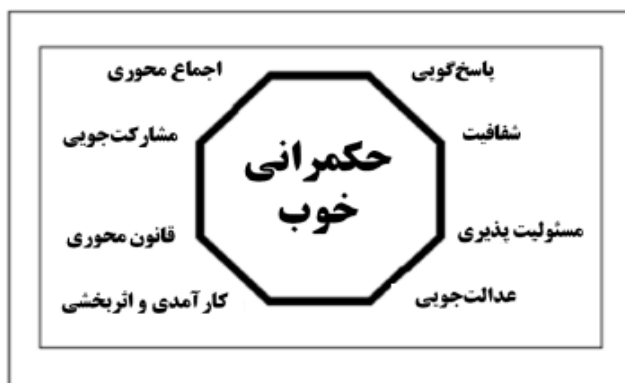 پاسخ‌گویی
اجماع محوری
شفافیت
مشارکت‌جویی
حکمرانی
خوب
مسئولیت پذیری
قانون محوری
عدالت‌جویی
کارآمدی و اثربخشی